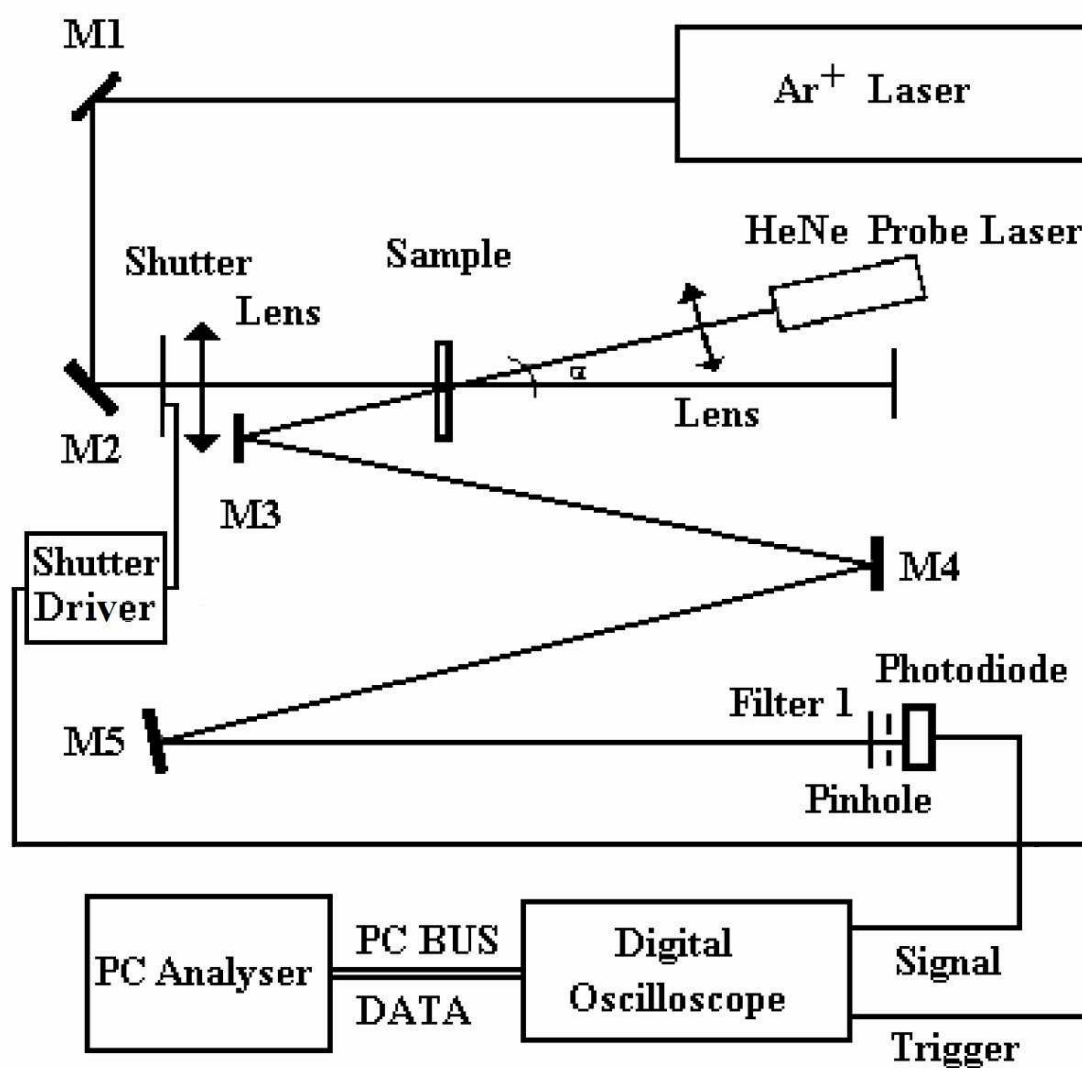 M1
Ar+ Laser
HeNe Probe Laser
Shutter
Sample
Lens
α
Lens
M2
M3
Shutter
Driver
M4
Photodiode
Filter 1
M5
Pinhole
PC Analyser
PC BUS
DATA
Digital
Oscilloscope
Signal
Trigger